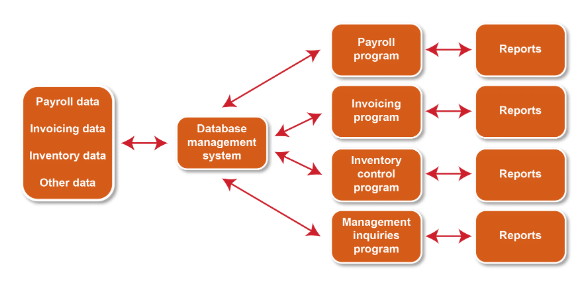 Payroll data
Invoicing data
Inventory data
Other data
Database
management
system
Payroll
program
Reports
Invoicing
program
Reports
Inventory
control
program
Reports
Management
inquiries
program
Reports